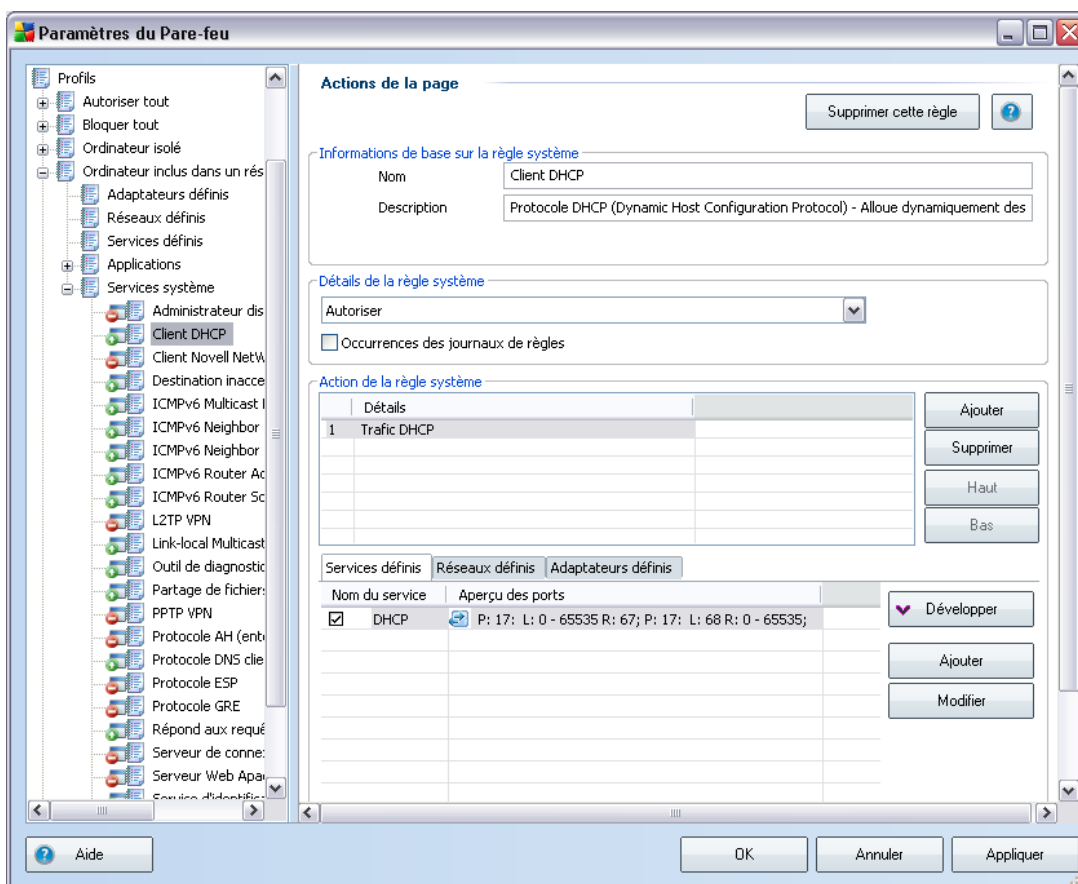 Paramètres du Pare-feu
Profils
Autoriser tout
Bloquer tout
Ordinateur isolé
Ordinateur inclus dans un rés
Adaptateurs définis
Réseaux définis
Services définis
Applications
Services système
Administrateur dis
Client DHCP
Client Novell NetW
Destination inacce
ICMPv6 Multicast
ICMPv6 Neighbor
ICMPv6 Neighbor
ICMPv6 Router Ac
ICMPv6 Router Sc
L2TP VPN
Link-local Multicast
Outil de diagnostic
Partage de fichier
PPTP VPN
Protocole AH (ent
Protocole DNS clie
Protocole ESP
Protocole GRE
Répond aux requê
Serveur de conne
Serveur Web Apa
Service d'identific
Actions de la page
Supprimer cette règle
Informations de base sur la règle système
Nom Client DHCP
Description Protocole DHCP (Dynamic Host Configuration Protocol) - Alloue dynamiquement des
Détails de la règle système
Autoriser
Occurrences des journaux de règles
Action de la règle système
Détails
1 Trafic DHCP
Ajouter
Supprimer
Haut
Bas
Services définis Réseaux définis Adaptateurs définis
Nom du service Aperçu des ports
DHCP P: 17: L: 0 - 65535 R: 67; P: 17: L: 68 R: 0 - 65535;
Développer
Ajouter
Modifier
? Aide
OK Annuler Appliquer